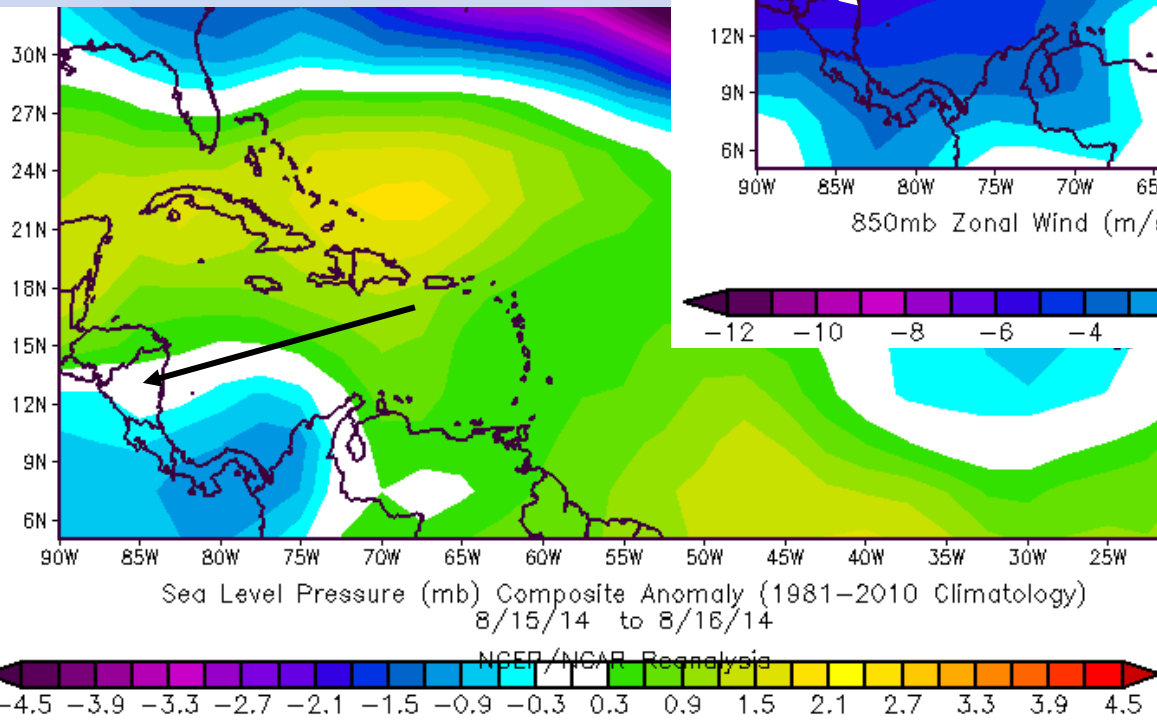 30N
27N
24N
21N
18N
15N
12N
9N
6N
90W 85W 80W 75W 70W 65W 60W 55W 50W 45W 40W 35W 30W 25W
Sea Level Pressure (mb) Composite Anomaly (1981−2010 Climatology)
8/15/14 to 8/16/14
NCEP/NCAR Reanalysis
−4.5 −3.9 −3.3 −2.7 −2.1 −1.5 −0.9 −0.3 0.3 0.9 1.5 2.1 2.7 3.3 3.9 4.5
12N
9N
6N
90W 85W 80W 75W 70W 65
850mb Zonal Wind (m/s
−12 −10 −8 −6 −4